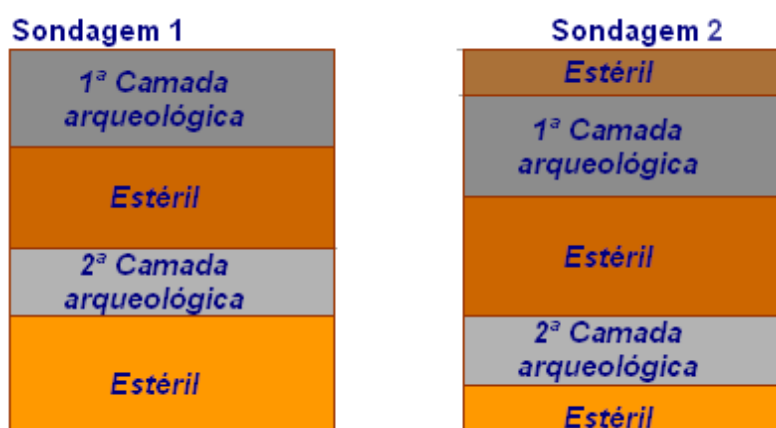 Sondagem 1
1ª Camada
arqueológica
Estéril
2ª Camada
arqueológica
Estéril
Sondagem 2
Estéril
1ª Camada
arqueológica
Estéril
2ª Camada
arqueológica
Estéril